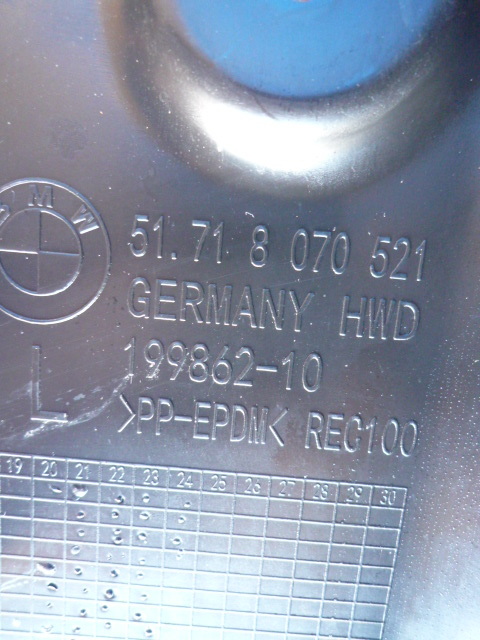 BMW
51.71 8 070 521
GERMANY HWD
199862-10
L >PP-EPDM< REC100
19 20 21 22 23 24 25 26 27 28 29 30